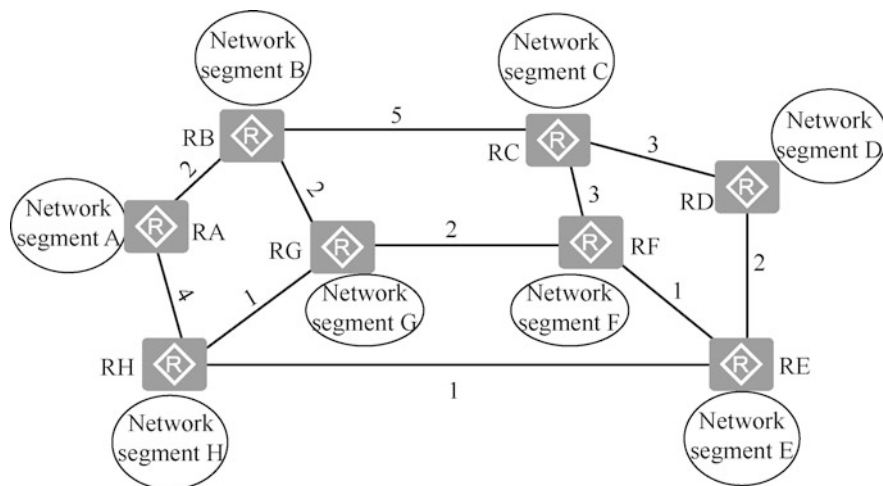 Network
segment B
Network
segment C
RB
R
5
R
RC
3
Network
segment D
R
RD
2
Network
segment A
R
RA
2
3
RG
R
2
R
RF
4
1
Network
segment G
Network
segment F
1
2
RH
R
1
R
RE
Network
segment H
Network
segment E